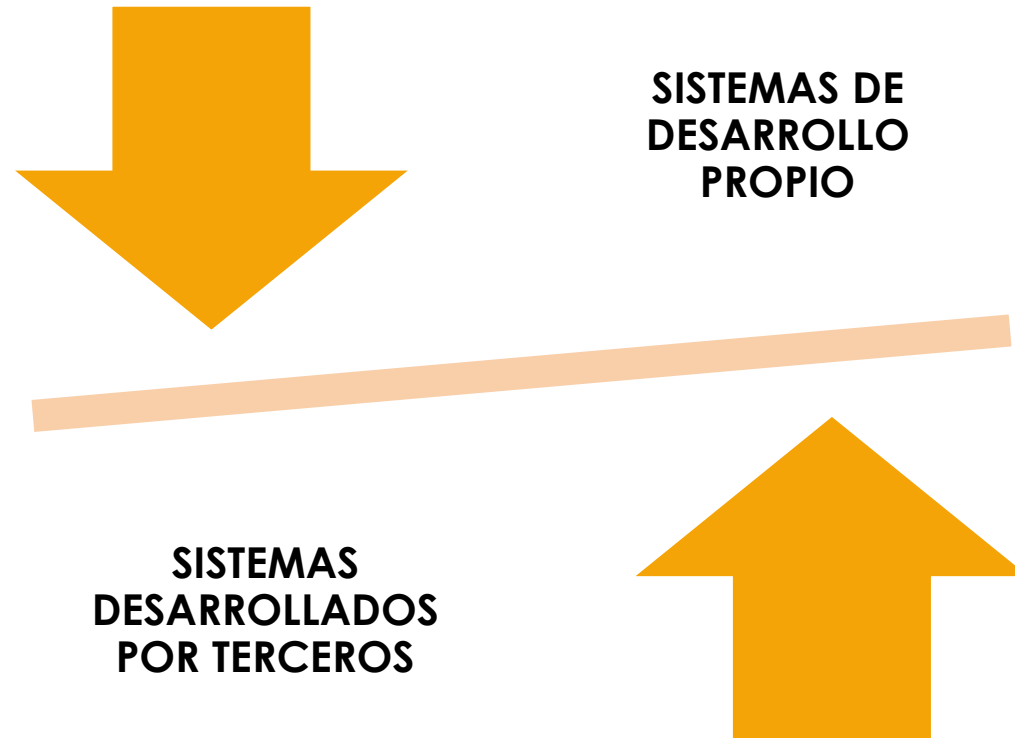 SISTEMAS DE
DESARROLLO
PROPIO
SISTEMAS
DESARROLLADOS
POR TERCEROS